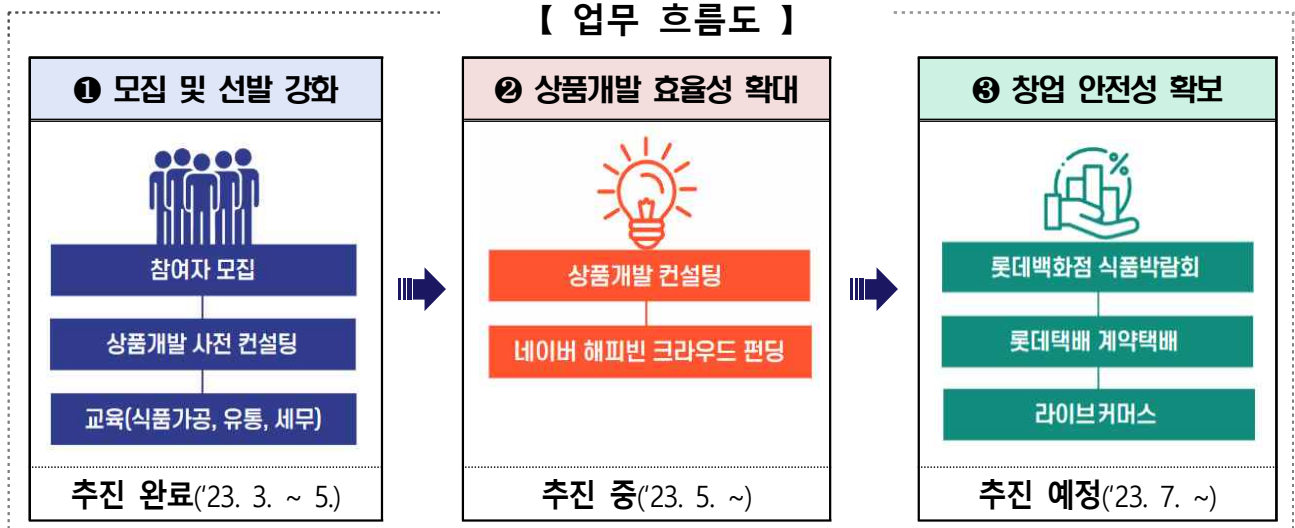 【 업무 흐름도 】
❶ 모집 및 선발 강화
참여자 모집
상품개발 사전 컨설팅
교육(식품가공, 유통, 세무)
추진 완료('23. 3. ~ 5.)
❷ 상품개발 효율성 확대
상품개발 컨설팅
네이버 해피빈 크라우드 펀딩
추진 중('23. 5. ~)
❸ 창업 안전성 확보
%
롯데백화점 식품박람회
롯데택배 계약택배
라이브커머스
추진 예정('23. 7. ~)